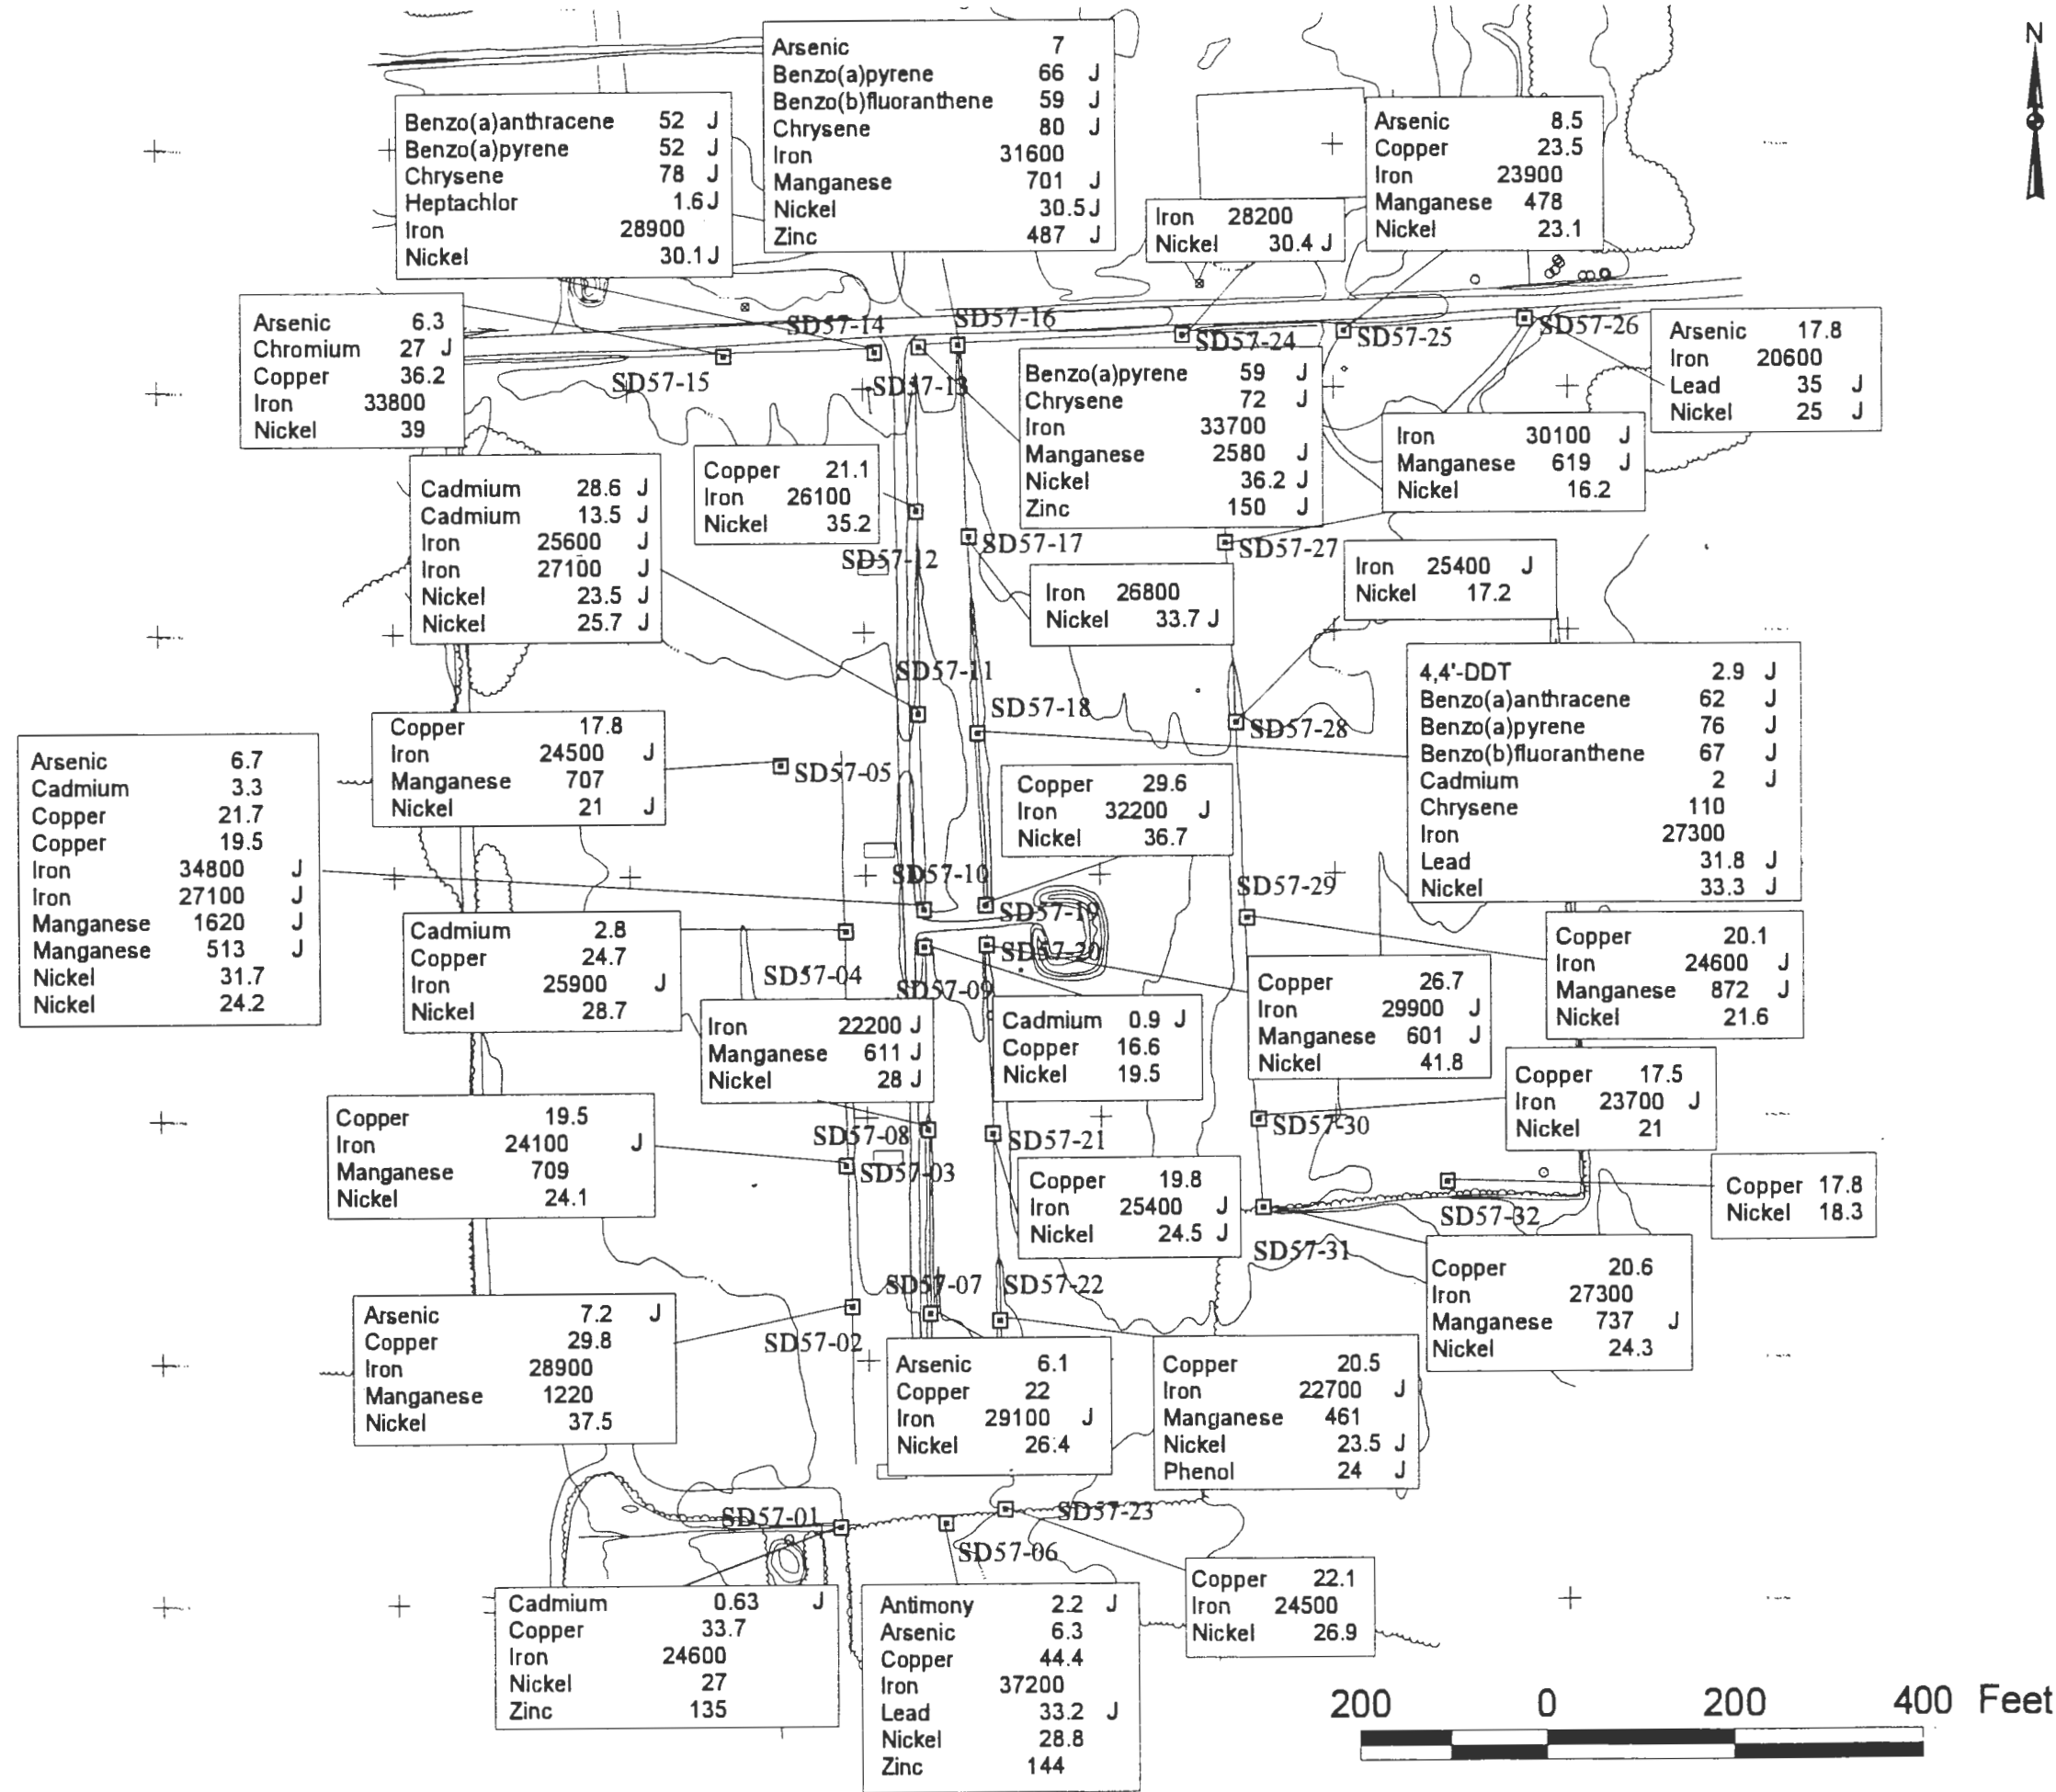 N
Arsenic 7
Benzo(a)pyrene 66 J
Benzo(b)fluoranthene 59 J
Chrysene 80 J
Iron 31600
Manganese 701 J
Nickel 30.5 J
Zinc 487 J
Benzo(a)anthracene 52 J
Benzo(a)pyrene 52 J
Chrysene 78 J
Heptachlor 1.6 J
Iron 28900
Nickel 30.1 J
Arsenic 8.5
Copper 23.5
Iron 23900
Manganese 478
Nickel 23.1
Iron 28200
Nickel 30.4 J
Arsenic 6.3
Chromium 27 J
Copper 36.2
Iron 33800
Nickel 39
SD57-14
SD57-16
SD57-24
SD57-25
SD57-26
SD57-15
SD57-13
Arsenic 17.8
Iron 20600
Lead 35 J
Nickel 25 J
Benzo(a)pyrene 59 J
Chrysene 72 J
Iron 33700
Manganese 2580 J
Nickel 36.2 J
Zinc 150 J
Iron 30100 J
Manganese 619 J
Nickel 16.2
Copper 21.1
Iron 26100
Nickel 35.2
Cadmium 28.6 J
Cadmium 13.5 J
Iron 25600 J
Iron 27100 J
Nickel 23.5 J
Nickel 25.7 J
SD57-12
SD57-17
SD57-27
Iron 26800
Nickel 33.7 J
Iron 25400 J
Nickel 17.2
SD57-11
SD57-18
SD57-28
4,4'-DDT 2.9 J
Benzo(a)anthracene 62 J
Benzo(a)pyrene 76 J
Benzo(b)fluoranthene 67 J
Cadmium 2 J
Chrysene 110
Iron 27300
Lead 31.8 J
Nickel 33.3 J
Copper 17.8
Iron 24500 J
Manganese 707
Nickel 21 J
SD57-05
Arsenic 6.7
Cadmium 3.3
Copper 21.7
Copper 19.5
Iron 34800 J
Iron 27100 J
Manganese 1620 J
Manganese 513 J
Nickel 31.7
Nickel 24.2
Copper 29.6
Iron 32200 J
Nickel 36.7
SD57-10
SD57-29
SD57-19
SD57-20
SD57-04
SD57-09
Cadmium 2.8
Copper 24.7
Iron 25900 J
Nickel 28.7
Copper 20.1
Iron 24600 J
Manganese 872 J
Nickel 21.6
Copper 26.7
Iron 29900 J
Manganese 601 J
Nickel 41.8
Iron 22200 J
Manganese 611 J
Nickel 28 J
Cadmium 0.9 J
Copper 16.6
Nickel 19.5
Copper 17.5
Iron 23700 J
Nickel 21
Copper 19.5
Iron 24100 J
Manganese 709
Nickel 24.1
SD57-08
SD57-21
SD57-30
SD57-03
Copper 19.8
Iron 25400 J
Nickel 24.5 J
Copper 17.8
Nickel 18.3
SD57-32
SD57-31
Copper 20.6
Iron 27300
Manganese 737 J
Nickel 24.3
SD57-07
SD57-22
Arsenic 7.2 J
Copper 29.8
Iron 28900
Manganese 1220
Nickel 37.5
SD57-02
Arsenic 6.1
Copper 22
Iron 29100 J
Nickel 26.4
Copper 20.5
Iron 22700 J
Manganese 461
Nickel 23.5 J
Phenol 24 J
SD57-01
SD57-23
SD57-06
Cadmium 0.63 J
Copper 33.7
Iron 24600
Nickel 27
Zinc 135
Antimony 2.2 J
Arsenic 6.3
Copper 44.4
Iron 37200
Lead 33.2 J
Nickel 28.8
Zinc 144
Copper 22.1
Iron 24500
Nickel 26.9
200 0 200 400 Feet